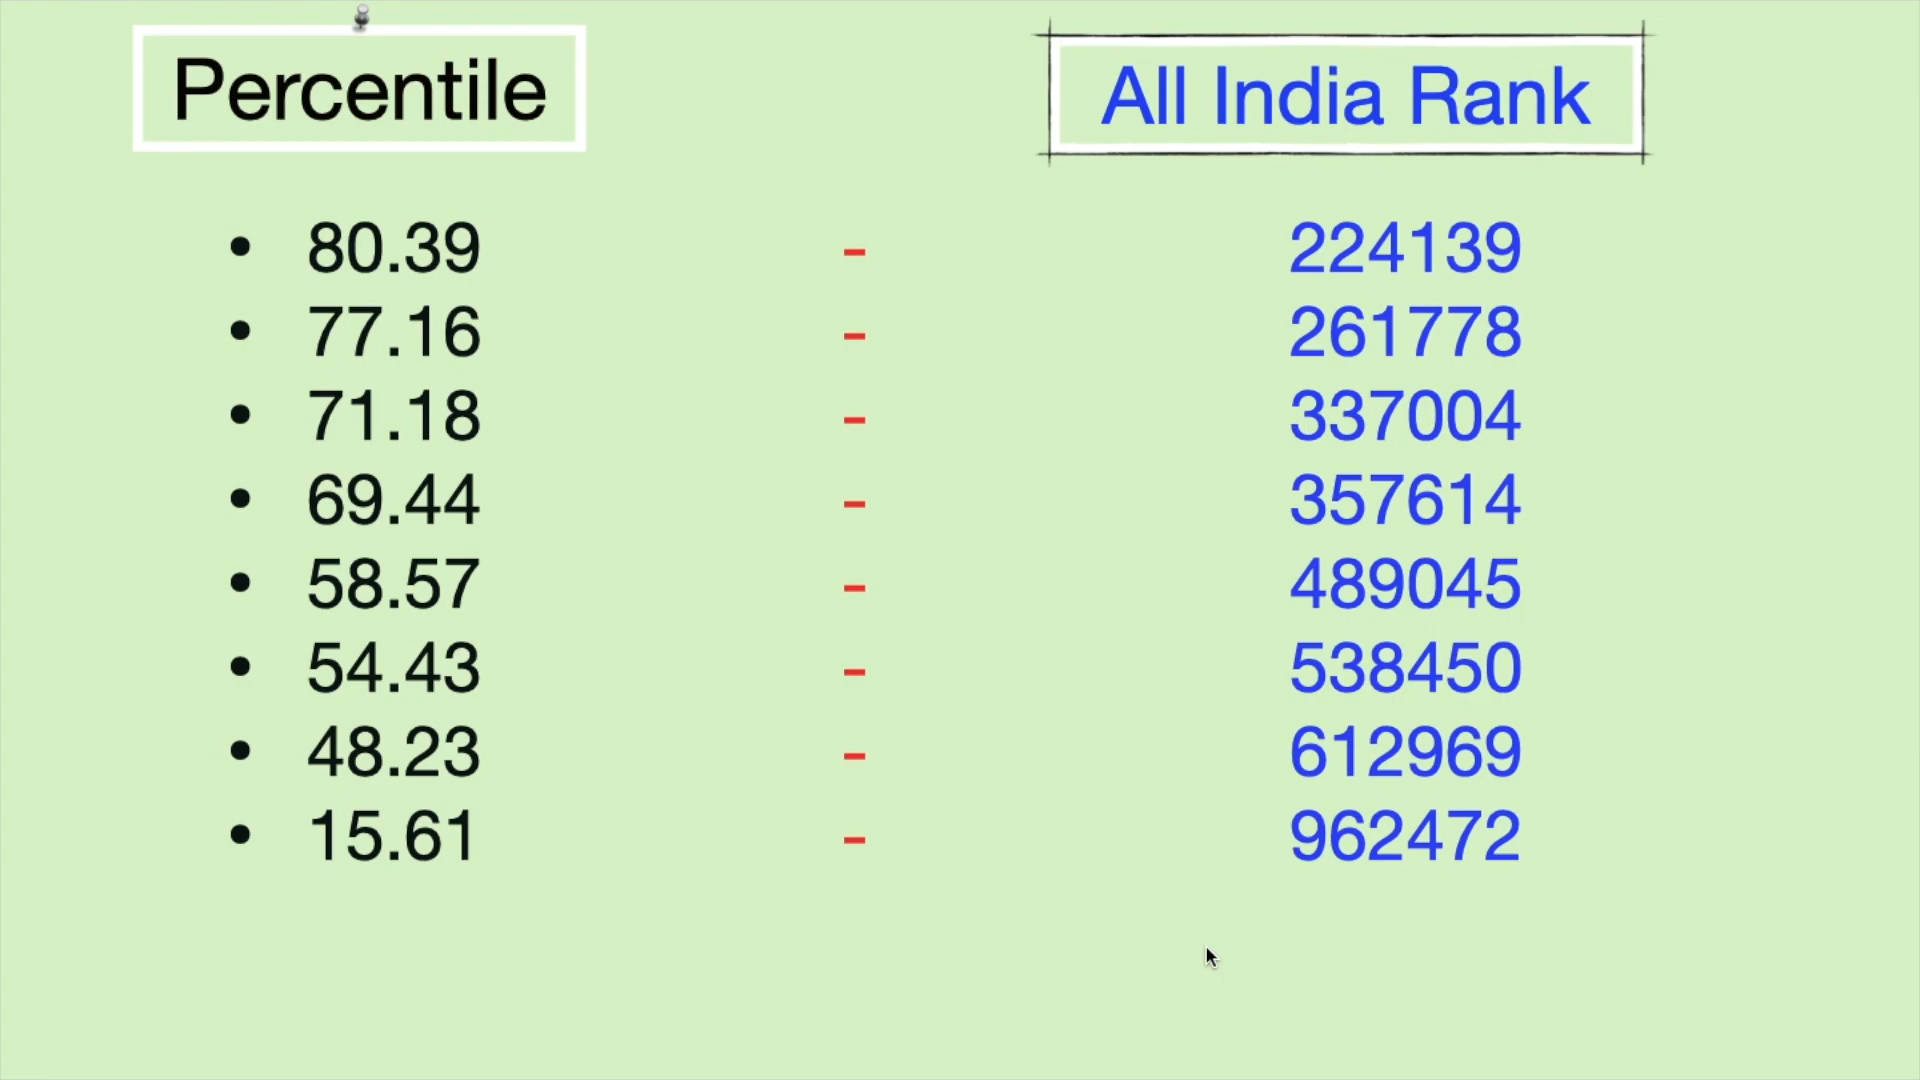 Percentile All India Rank
• 80.39 - 224139
• 77.16 - 261778
• 71.18 - 337004
• 69.44 - 357614
• 58.57 - 489045
• 54.43 - 538450
• 48.23 - 612969
• 15.61 - 962472